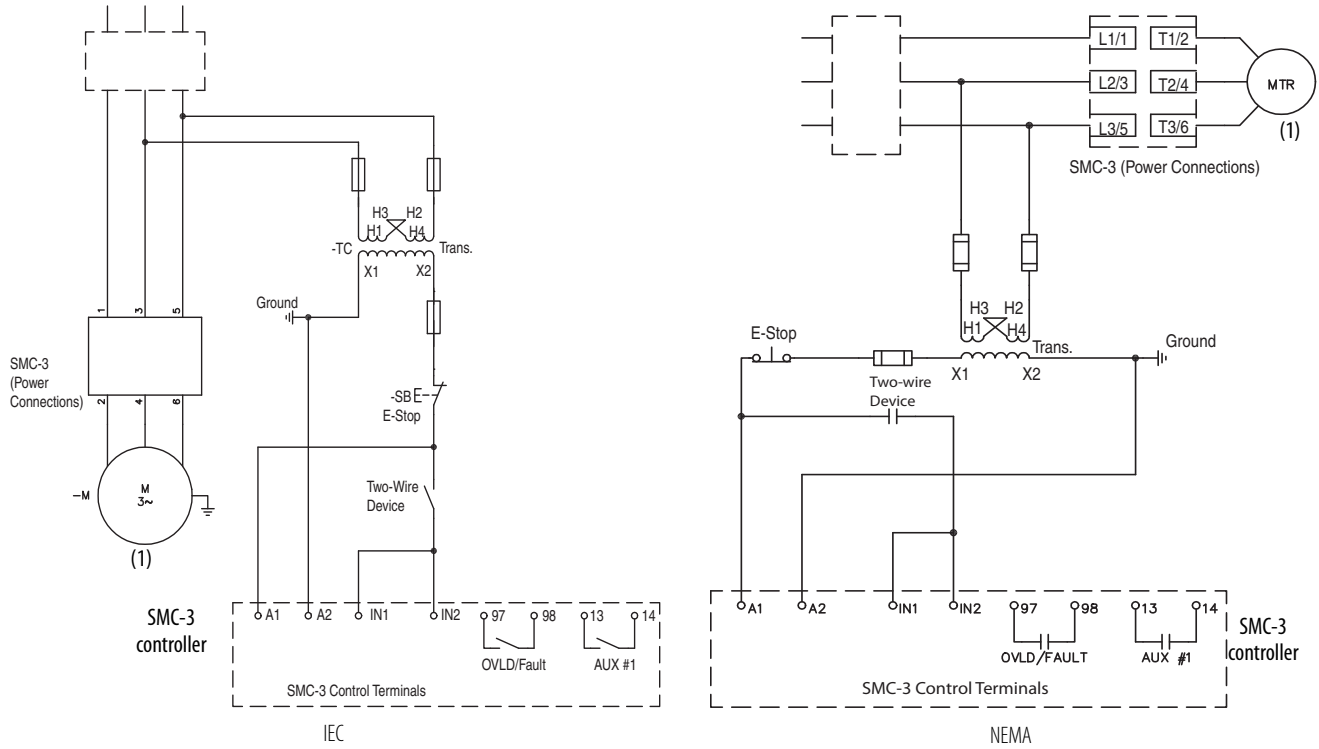 H3 H2
H1 H4
-TC
Trans.
X1 X2
Ground
1 3 5
SMC-3
(Power
Connections)
2 4 6
-SB E
E-Stop
Two-Wire
Device
–M
M
3~
(1)
SMC-3
controller
A1 A2 IN1 IN2 97 98 13 14
OVLD/Fault AUX #1
SMC-3 Control Terminals
IEC
L1/1 T1/2
L2/3 T2/4
L3/5 T3/6
MTR
(1)
SMC-3 (Power Connections)
H3 H2
H1 H4
Trans.
X1 X2
E-Stop
Ground
Two-wire
Device
A1 A2 IN1 IN2 97 98 13 14
OVLD/FAULT AUX #1
SMC-3
controller
SMC-3 Control Terminals
NEMA